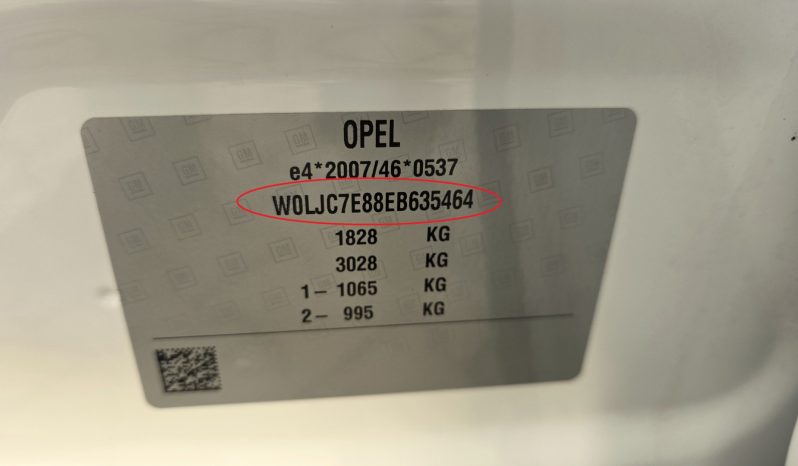 OPEL
e4*2007/46*0537
W0LJC7E88EB635464
1828 KG
3028 KG
1– 1065 KG
2– 995 KG